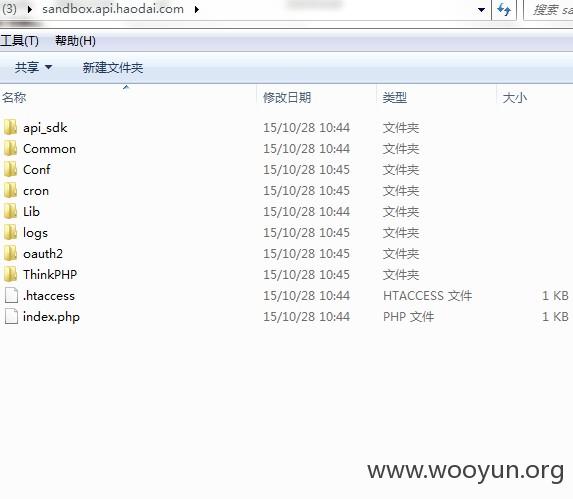 (3) sandbox.api.haodai.com 搜索 sa
工具(T) 帮助(H)
共享 新建文件夹
名称 修改日期 类型 大小
api_sdk 15/10/28 10:44 文件夹
Common 15/10/28 10:44 文件夹
Conf 15/10/28 10:45 文件夹
cron 15/10/28 10:45 文件夹
Lib 15/10/28 10:44 文件夹
logs 15/10/28 10:45 文件夹
oauth2 15/10/28 10:45 文件夹
ThinkPHP 15/10/28 10:45 文件夹
.htaccess 15/10/28 10:44 HTACCESS 文件 1 KB
index.php 15/10/28 10:44 PHP 文件 1 KB
www.wooyun.org